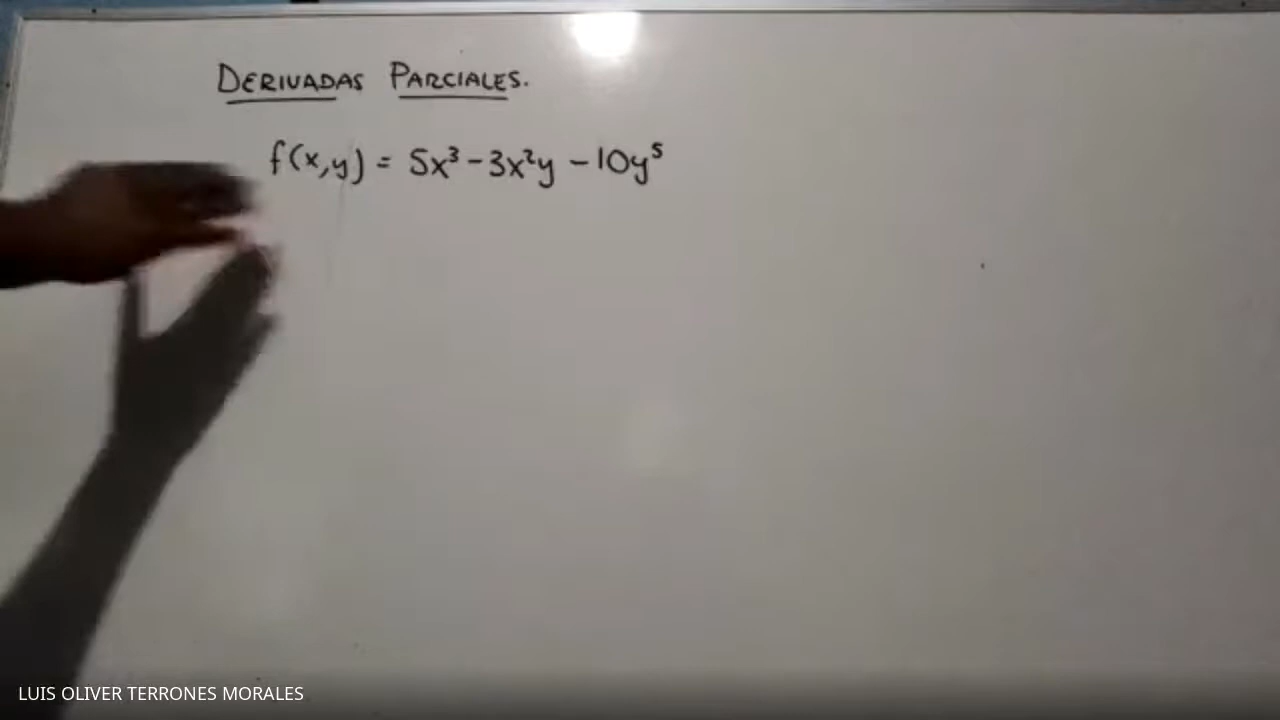 DERIVADAS PARCIALES.
f(x,y) = 5x³ - 3x²y - 10y⁵
LUIS OLIVER TERRONES MORALES